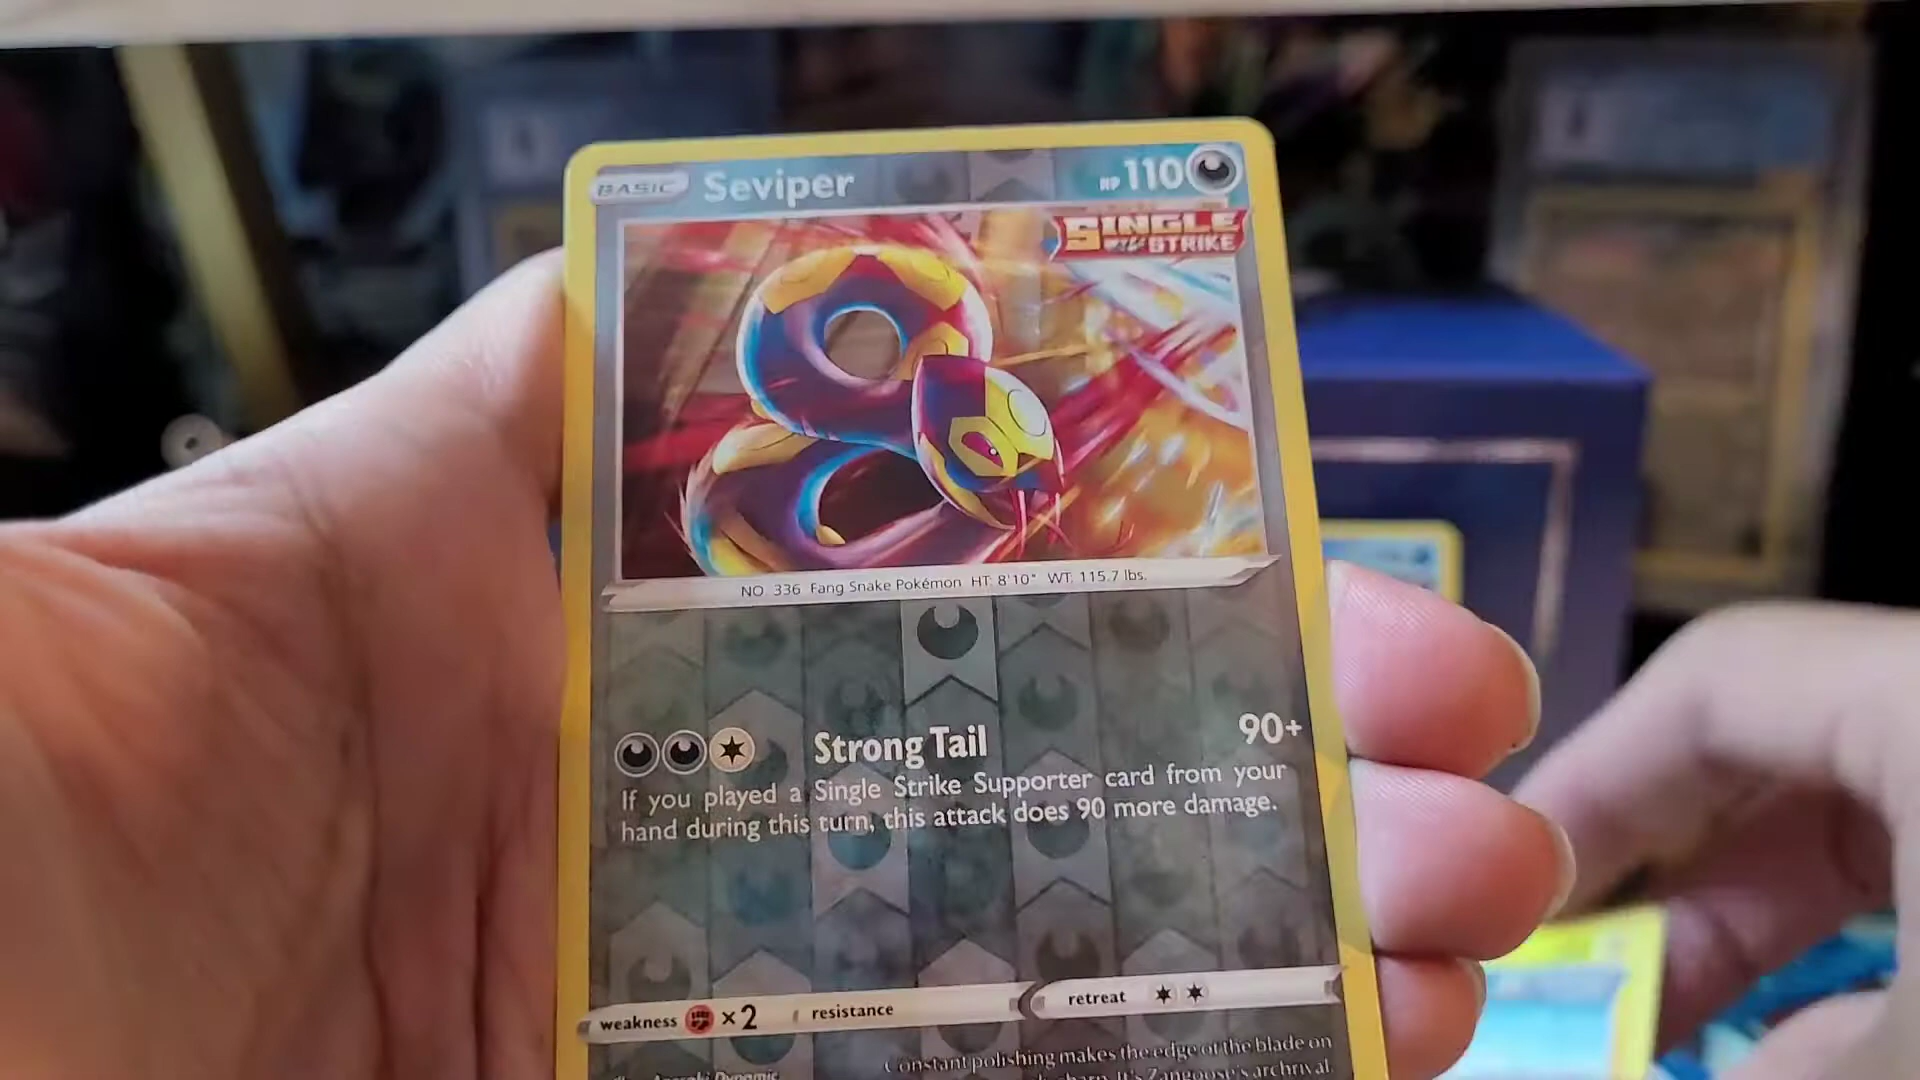 BASIC Seviper HP 110
SINGLE
STRIKE
NO. 336 Fang Snake Pokémon HT: 8'10" WT: 115.7 lbs.
Strong Tail 90+
If you played a Single Strike Supporter card from your
hand during this turn, this attack does 90 more damage.
weakness ×2 resistance retreat
Constant polishing makes the edge of the blade on
sharp. It's Zangoose's archrival.
Dynamic